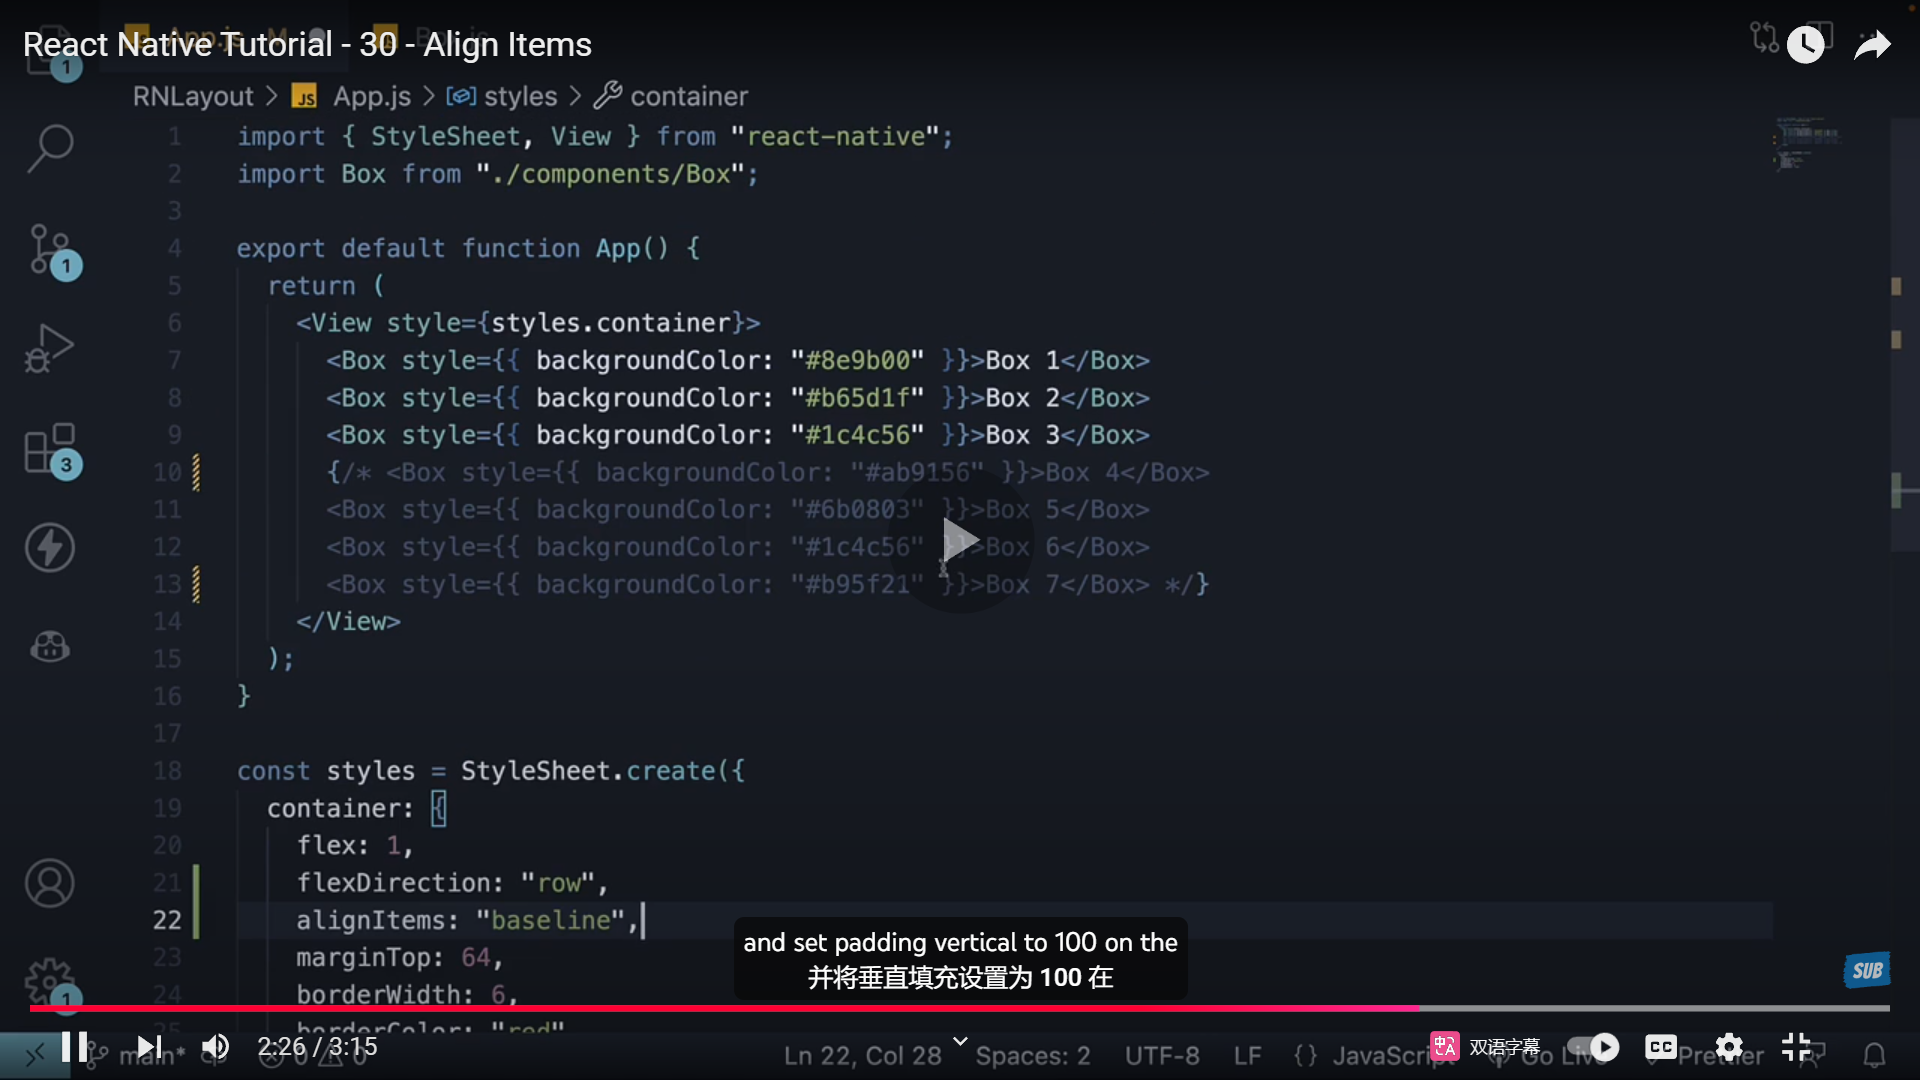 React Native Tutorial - 30 - Align Items
RNLayout > JS App.js > styles > container
1 import { StyleSheet, View } from "react-native";
2 import Box from "./components/Box";
3
4 export default function App() {
5 return (
6 <View style={styles.container}>
7 <Box style={{ backgroundColor: "#8e9b00" }}>Box 1</Box>
8 <Box style={{ backgroundColor: "#b65d1f" }}>Box 2</Box>
9 <Box style={{ backgroundColor: "#1c4c56" }}>Box 3</Box>
10 {/* <Box style={{ backgroundColor: "#ab9156" }}>Box 4</Box>
11 <Box style={{ backgroundColor: "#6b0803" }}>Box 5</Box>
12 <Box style={{ backgroundColor: "#1c4c56" }}>Box 6</Box>
13 <Box style={{ backgroundColor: "#b95f21" }}>Box 7</Box> */}
14 </View>
15 );
16 }
17
18 const styles = StyleSheet.create({
19 container: {
20 flex: 1,
21 flexDirection: "row",
22 alignItems: "baseline",
23 marginTop: 64,
24 borderWidth: 6,
25 borderColor: "red"
and set padding vertical to 100 on the
并将垂直填充设置为 100 在
SUB
1
1
3
1
2:26 / 3:15
main*
Ln 22, Col 28 Spaces: 2 UTF-8 LF {} JavaScript Go Live Prettier
双语字幕
CC